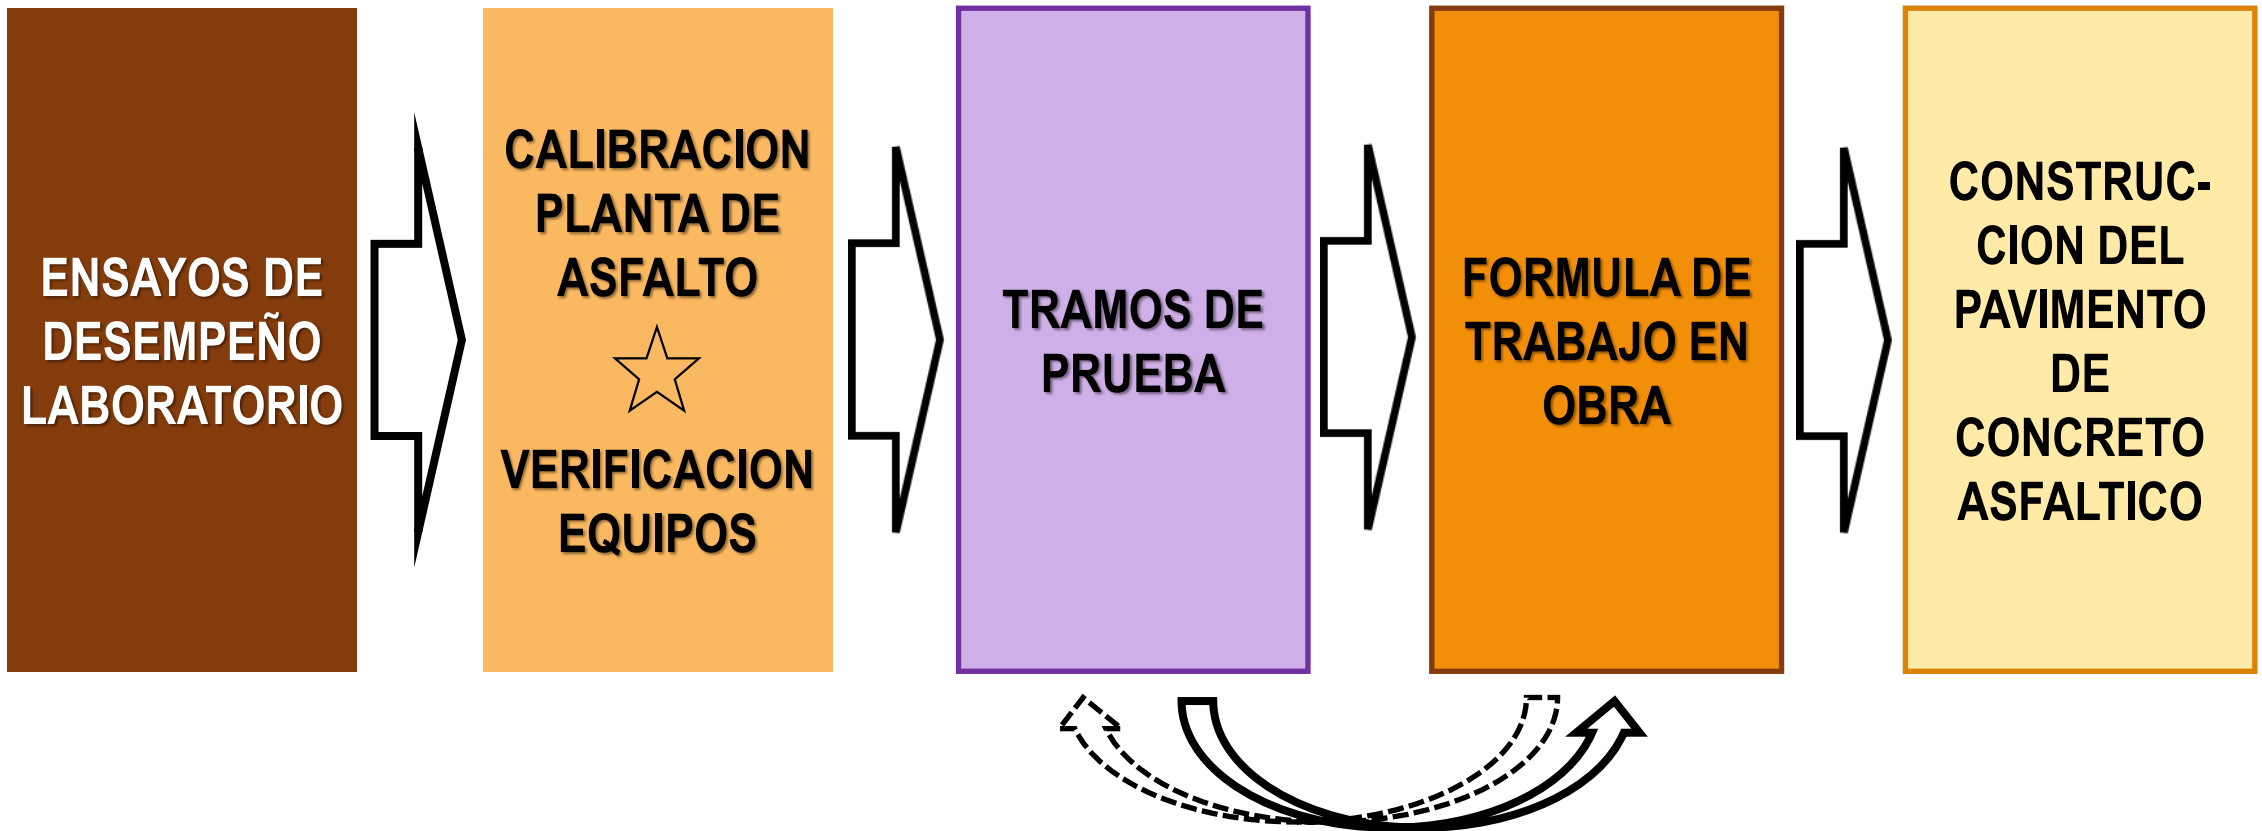 ENSAYOS DE
DESEMPEÑO
LABORATORIO
CALIBRACION
PLANTA DE
ASFALTO
VERIFICACION
EQUIPOS
TRAMOS DE
PRUEBA
FORMULA DE
TRABAJO EN
OBRA
CONSTRUC-
CION DEL
PAVIMENTO
DE
CONCRETO
ASFALTICO